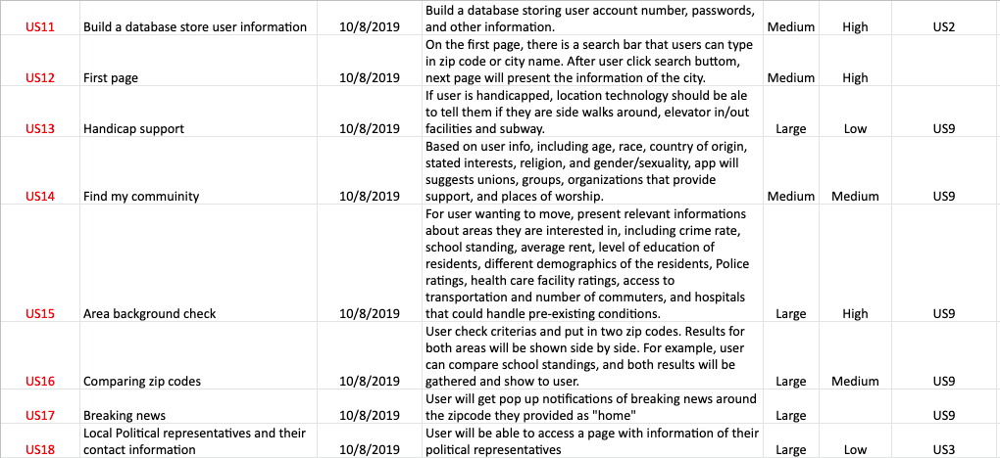 Build a database storing user account number, passwords,
US11 Build a database store user information 10/8/2019 and other information. Medium High US2
On the first page, there is a search bar that users can type
in zip code or city name. After user click search buttom,
US12 First page 10/8/2019 next page will present the information of the city. Medium High
If user is handicapped, location technology should be ale
to tell them if they are side walks around, elevator in/out
US13 Handicap support 10/8/2019 facilities and subway. Large Low US9
Based on user info, including age, race, country of origin,
stated interests, religion, and gender/sexuality, app will
suggests unions, groups, organizations that provide
US14 Find my commuinity 10/8/2019 support, and places of worship. Medium Medium US9
For user wanting to move, present relevant informations
about areas they are interested in, including crime rate,
school standing, average rent, level of education of
residents, different demographics of the residents, Police
ratings, health care facility ratings, access to
transportation and number of commuters, and hospitals
US15 Area background check 10/8/2019 that could handle pre-existing conditions. Large High US9
User check criterias and put in two zip codes. Results for
both areas will be shown side by side. For example, user
can compare school standings, and both results will be
US16 Comparing zip codes 10/8/2019 gathered and show to user. Large Medium US9
User will get pop up notifications of breaking news around
US17 Breaking news 10/8/2019 the zipcode they provided as "home" Large US9
Local Political representatives and their User will be able to access a page with information of their
US18 contact information 10/8/2019 political representatives Large Low US3